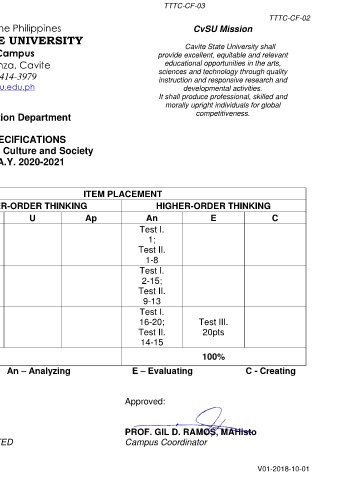 TTTC-CF-03
TTTC-CF-02
ne Philippines
E UNIVERSITY
Campus
nza, Cavite
414-3979
u.edu.ph
CvSU Mission
Cavite State University shall
provide excellent, equitable and relevant
educational opportunities in the arts,
sciences and technology through quality
instruction and responsive research and
developmental activities.
It shall produce professional, skilled and
morally upright individuals for global
competitiveness.
tion Department
ECIFICATIONS
Culture and Society
A.Y. 2020-2021
ITEM PLACEMENT
R-ORDER THINKING
HIGHER-ORDER THINKING
U Ap An E C
Test I.
1;
Test II.
1-8
Test I.
2-15;
Test II.
9-13
Test I.
16-20;
Test II.
14-15
Test III.
20pts
100%
An – Analyzing E – Evaluating C - Creating
Approved:
PROF. GIL D. RAMOS, MAHisto
TED
Campus Coordinator
V01-2018-10-01